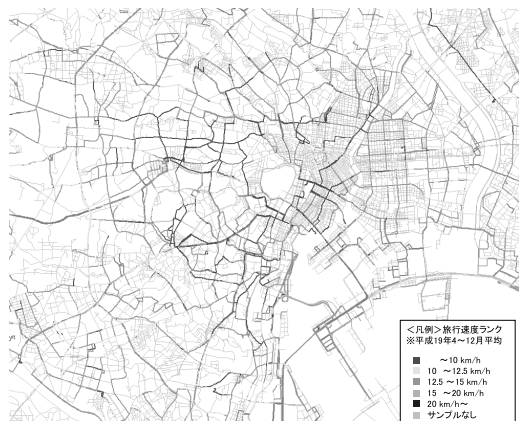 ＜凡例＞旅行速度ランク
※平成19年4～12月平均
～10 km/h
10 ～12.5 km/h
12.5 ～15 km/h
15 ～20 km/h
20 km/h～
サンプルなし